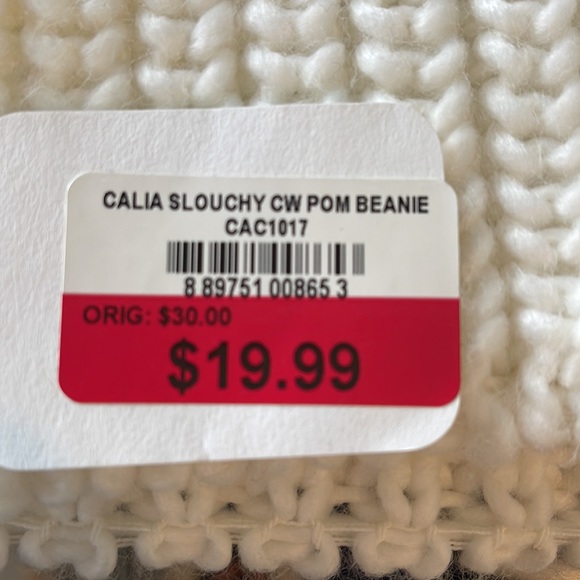 CALIA SLOUCHY CW POM BEANIE
CAC1017
8 89751 00865 3
ORIG: $30.00
$19.99